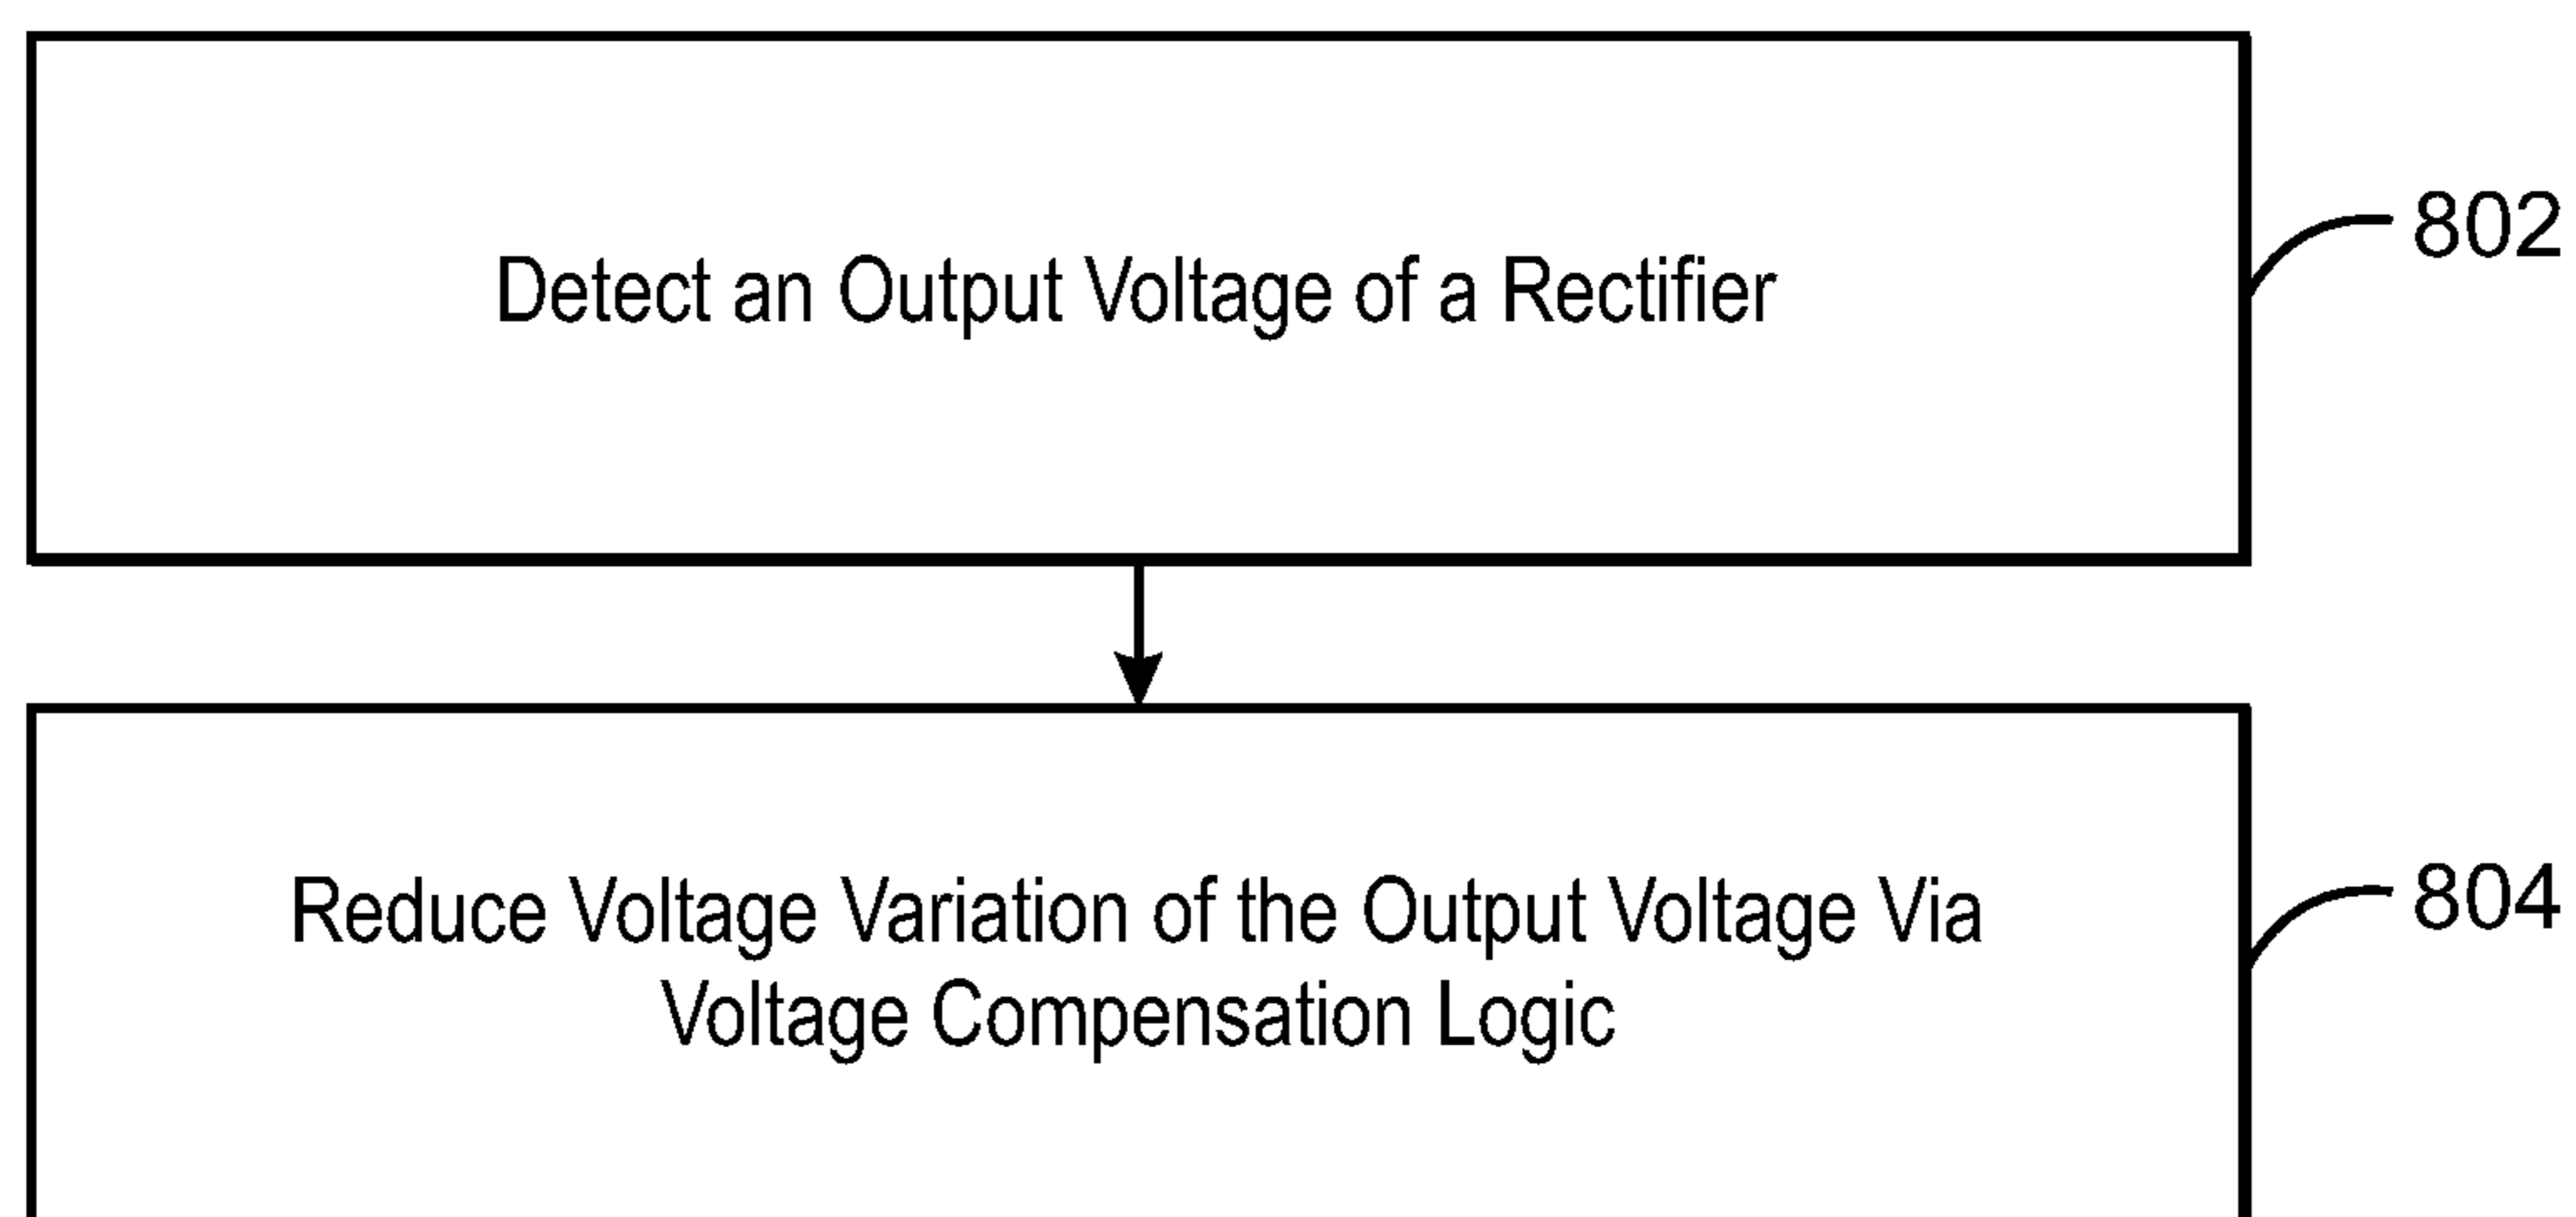 Detect an Output Voltage of a Rectifier
802
Reduce Voltage Variation of the Output Voltage Via
Voltage Compensation Logic
804